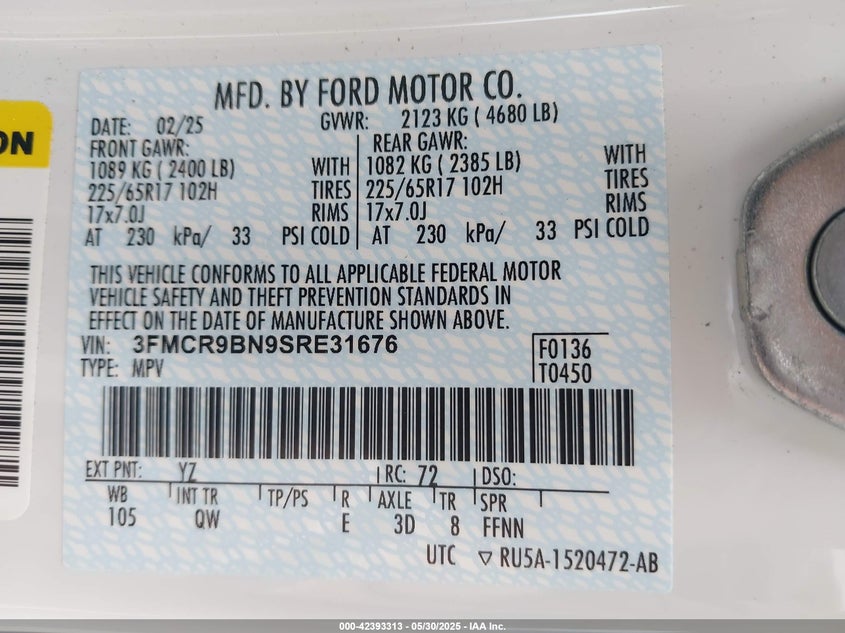 ON
MFD. BY FORD MOTOR CO.
DATE: 02/25 GVWR: 2123 KG ( 4680 LB)
FRONT GAWR: REAR GAWR:
1089 KG ( 2400 LB) WITH 1082 KG ( 2385 LB) WITH
225/65R17 102H TIRES 225/65R17 102H TIRES
17x7.0J RIMS 17x7.0J RIMS
AT 230 kPa/ 33 PSI COLD AT 230 kPa/ 33 PSI COLD
THIS VEHICLE CONFORMS TO ALL APPLICABLE FEDERAL MOTOR
VEHICLE SAFETY AND THEFT PREVENTION STANDARDS IN
EFFECT ON THE DATE OF MANUFACTURE SHOWN ABOVE.
VIN: 3FMCR9BN9SRE31676 F0136
TYPE: MPV T0450
EXT PNT: YZ RC: 72 DSO:
WB INT TR TP/PS R AXLE TR SPR
105 QW E 3D 8 FFNN
UTC ▽ RU5A-1520472-AB
000-42393313 - 05/30/2025 - IAA Inc.